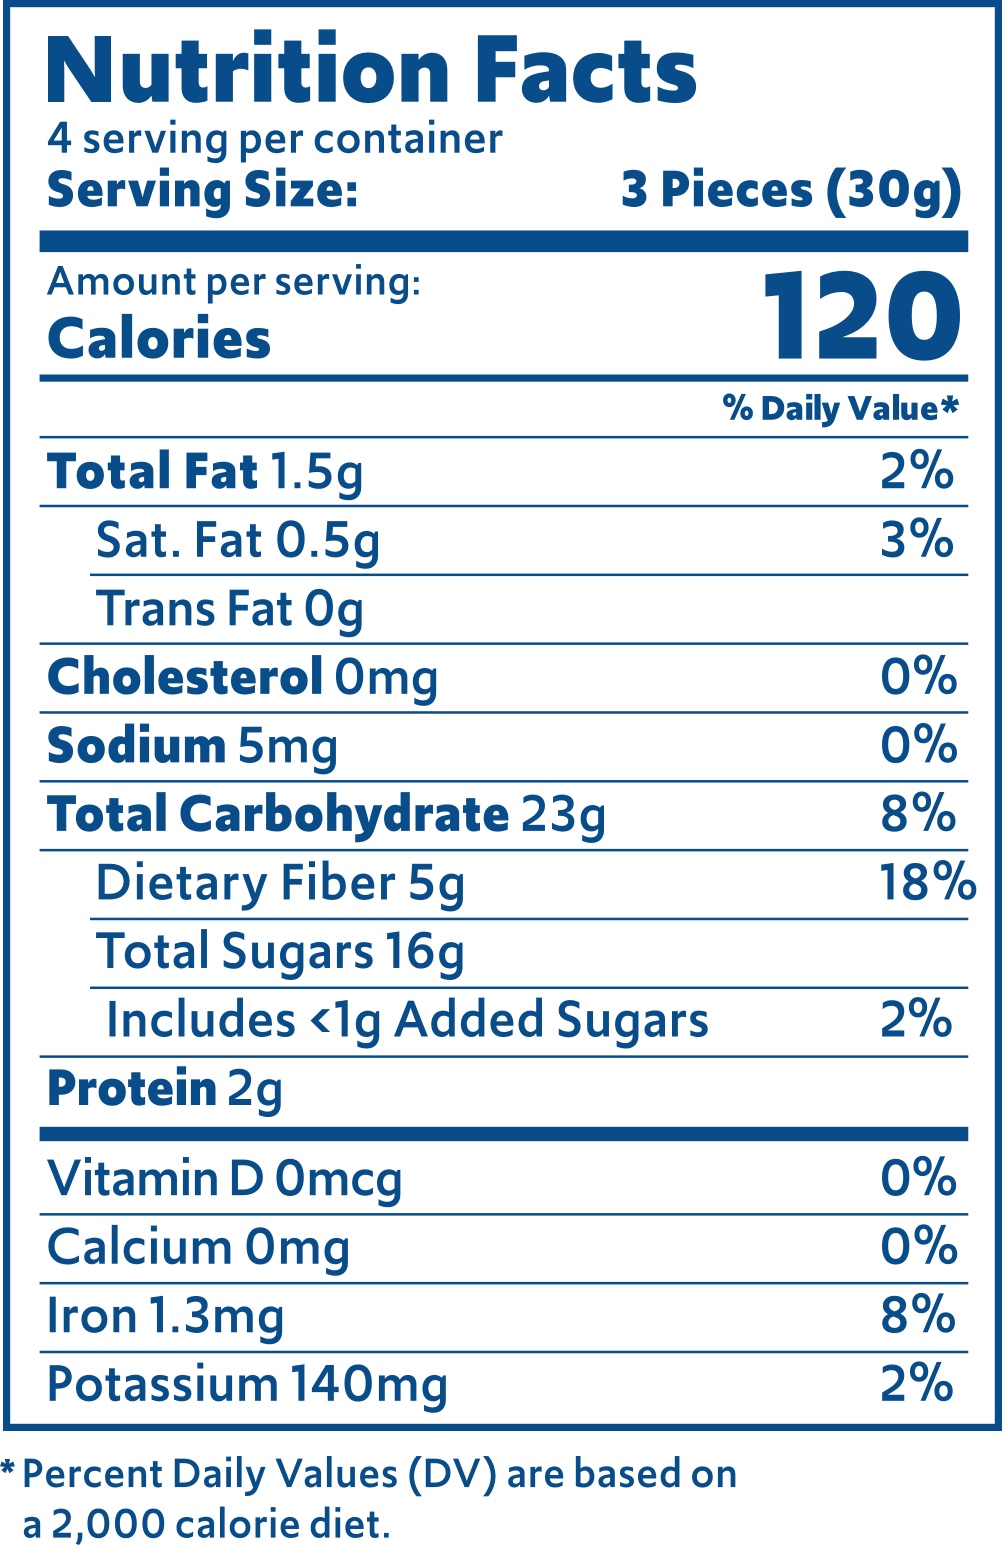 Nutrition Facts
4 serving per container
Serving Size: 3 Pieces (30g)
Amount per serving:
Calories 120
% Daily Value*
Total Fat 1.5g 2%
Sat. Fat 0.5g 3%
Trans Fat 0g
Cholesterol 0mg 0%
Sodium 5mg 0%
Total Carbohydrate 23g 8%
Dietary Fiber 5g 18%
Total Sugars 16g
Includes <1g Added Sugars 2%
Protein 2g
Vitamin D 0mcg 0%
Calcium 0mg 0%
Iron 1.3mg 8%
Potassium 140mg 2%
* Percent Daily Values (DV) are based on
a 2,000 calorie diet.